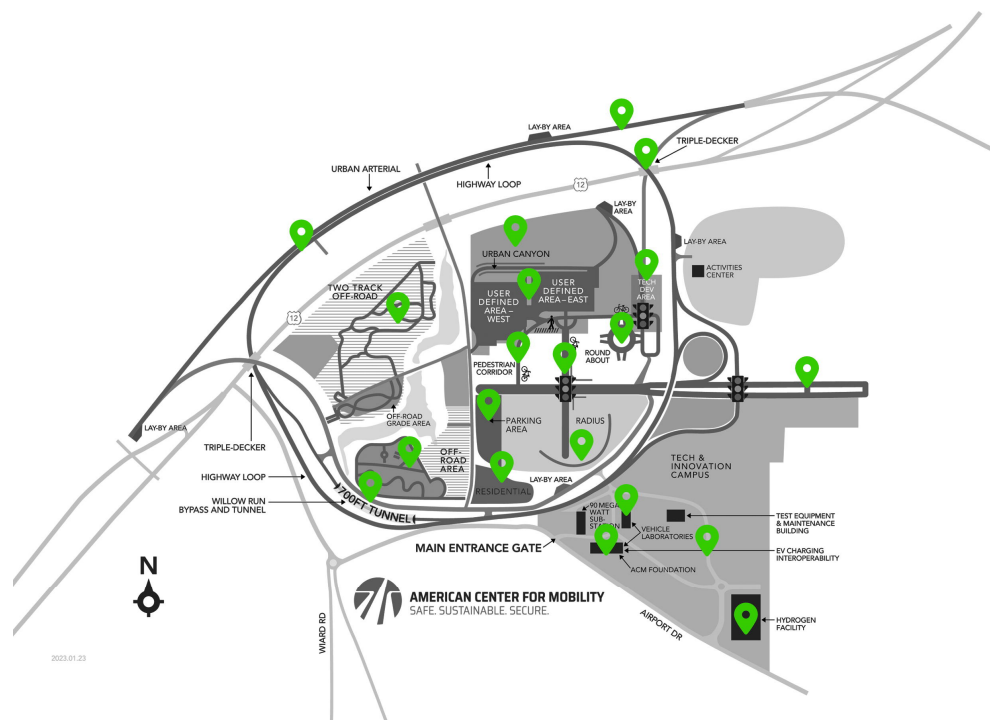 LAY-BY AREA
TRIPLE-DECKER
URBAN ARTERIAL
HIGHWAY LOOP
12
LAY-BY
AREA
LAY-BY AREA
URBAN CANYON
ACTIVITIES
CENTER
TECH
DEV
AREA
TWO TRACK
OFF-ROAD
USER
DEFINED
AREA –
WEST
USER
DEFINED
AREA – EAST
12
ROUND
ABOUT
PEDESTRIAN
CORRIDOR
OFF-ROAD
GRADE AREA
PARKING
AREA
RADIUS
LAY-BY AREA
TRIPLE-DECKER
OFF-
ROAD
AREA
TECH &
INNOVATION
CAMPUS
HIGHWAY LOOP
RESIDENTIAL
LAY-BY AREA
WILLOW RUN
BYPASS AND TUNNEL
700FT TUNNEL
90 MEGA
WATT
SUB-
STATION
VEHICLE
LABORATORIES
TEST EQUIPMENT
& MAINTENANCE
BUILDING
MAIN ENTRANCE GATE
EV CHARGING
INTEROPERABILITY
ACM FOUNDATION
N
AMERICAN CENTER FOR MOBILITY
SAFE. SUSTAINABLE. SECURE.
AIRPORT DR
HYDROGEN
FACILITY
WIARD RD
2023.01.23